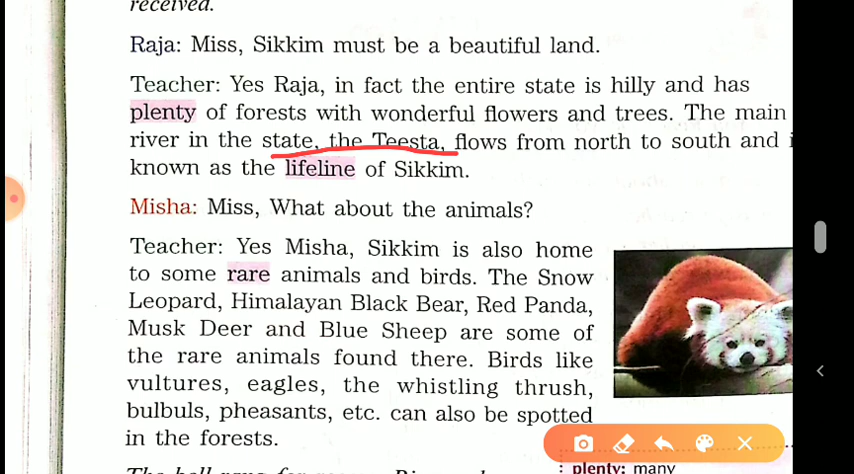 received.
Raja: Miss, Sikkim must be a beautiful land.
Teacher: Yes Raja, in fact the entire state is hilly and has
plenty of forests with wonderful flowers and trees. The main
river in the state, the Teesta, flows from north to south and i
known as the lifeline of Sikkim.
Misha: Miss, What about the animals?
Teacher: Yes Misha, Sikkim is also home
to some rare animals and birds. The Snow
Leopard, Himalayan Black Bear, Red Panda,
Musk Deer and Blue Sheep are some of
the rare animals found there. Birds like
vultures, eagles, the whistling thrush,
bulbuls, pheasants, etc. can also be spotted
in the forests.
The bell
plenty: many